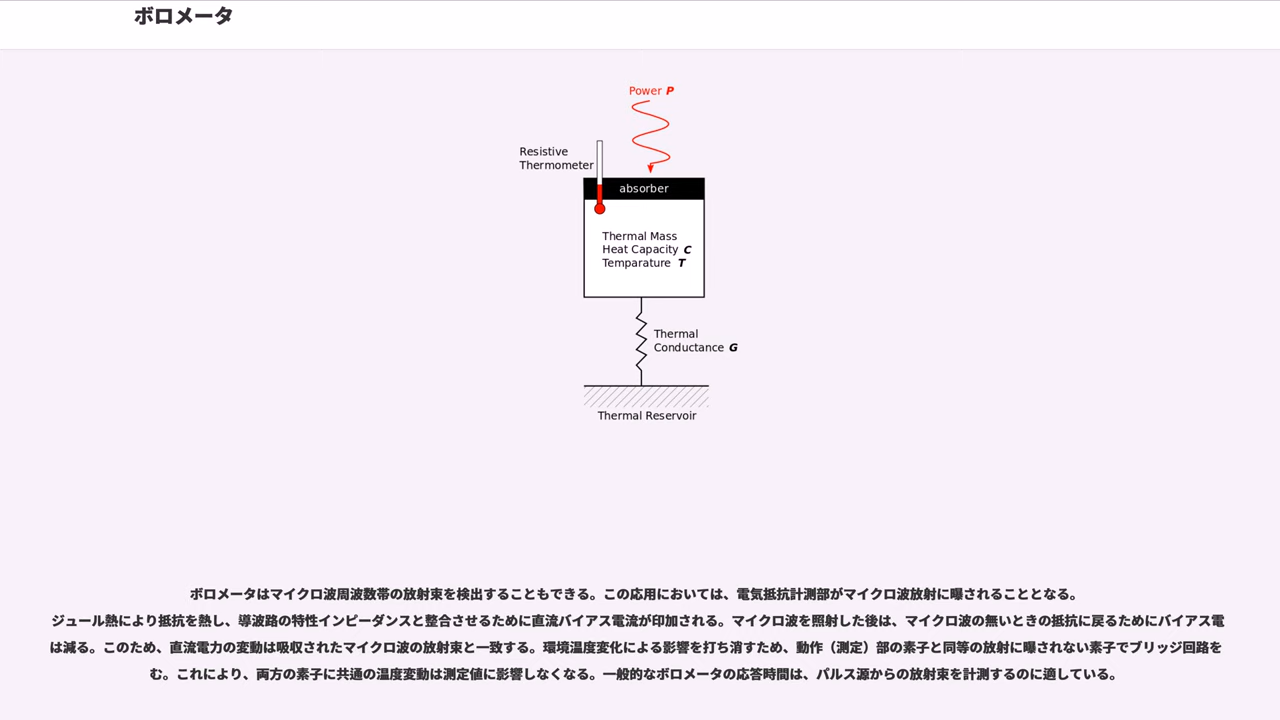 ボロメータ
Power P
Resistive
Thermometer
absorber
Thermal Mass
Heat Capacity C
Temparature T
Thermal
Conductance G
Thermal Reservoir
ボロメータはマイクロ波周波数帯の放射束を検出することもできる。この応用においては、電気抵抗計測部がマイクロ波放射に曝されることとなる。
ジュール熱により抵抗を熱し、導波路の特性インピーダンスと整合させるために直流バイアス電流が印加される。マイクロ波を照射した後は、マイクロ波の無いときの抵抗に戻るためにバイアス電
は減る。このため、直流電力の変動は吸収されたマイクロ波の放射束と一致する。環境温度変化による影響を打ち消すため、動作（測定）部の素子と同等の放射に曝されない素子でブリッジ回路を
む。これにより、両方の素子に共通の温度変動は測定値に影響しなくなる。一般的なボロメータの応答時間は、パルス源からの放射束を計測するのに適している。